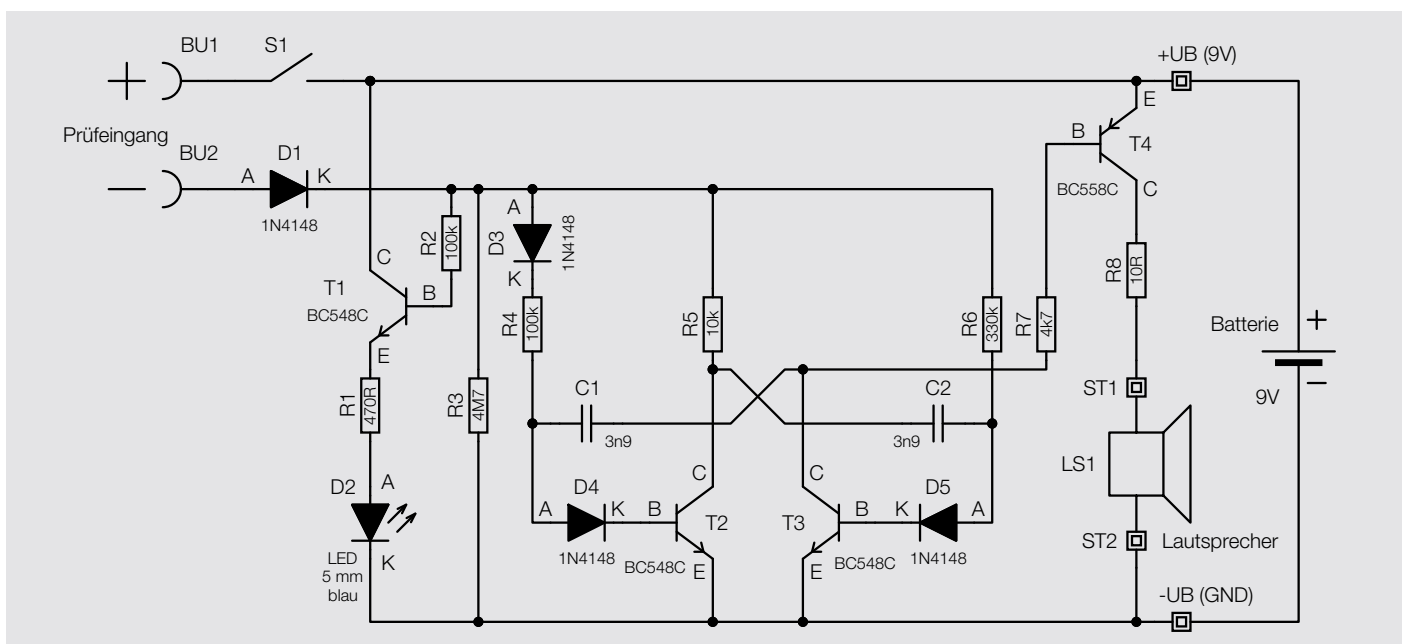 BU1 S1 +UB (9V)
+ E
Prüfeingang B T4
BU2 D1
A K BC558C C
— 1N4148 A
R2 100k D3 1N4148 R8 10R
C K
T1 B R4 100k R5 10k R6 330k R7 4k7 Batterie +
BC548C
E
R1 470R R3 4M7 C1 C2 ST1 9V —
3n9 3n9
A C C LS1
D2 D4 D5
A K B T2 T3 B K A
ST2 Lautsprecher
LED K 1N4148 BC548C E E BC548C 1N4148
5 mm
blau -UB (GND)